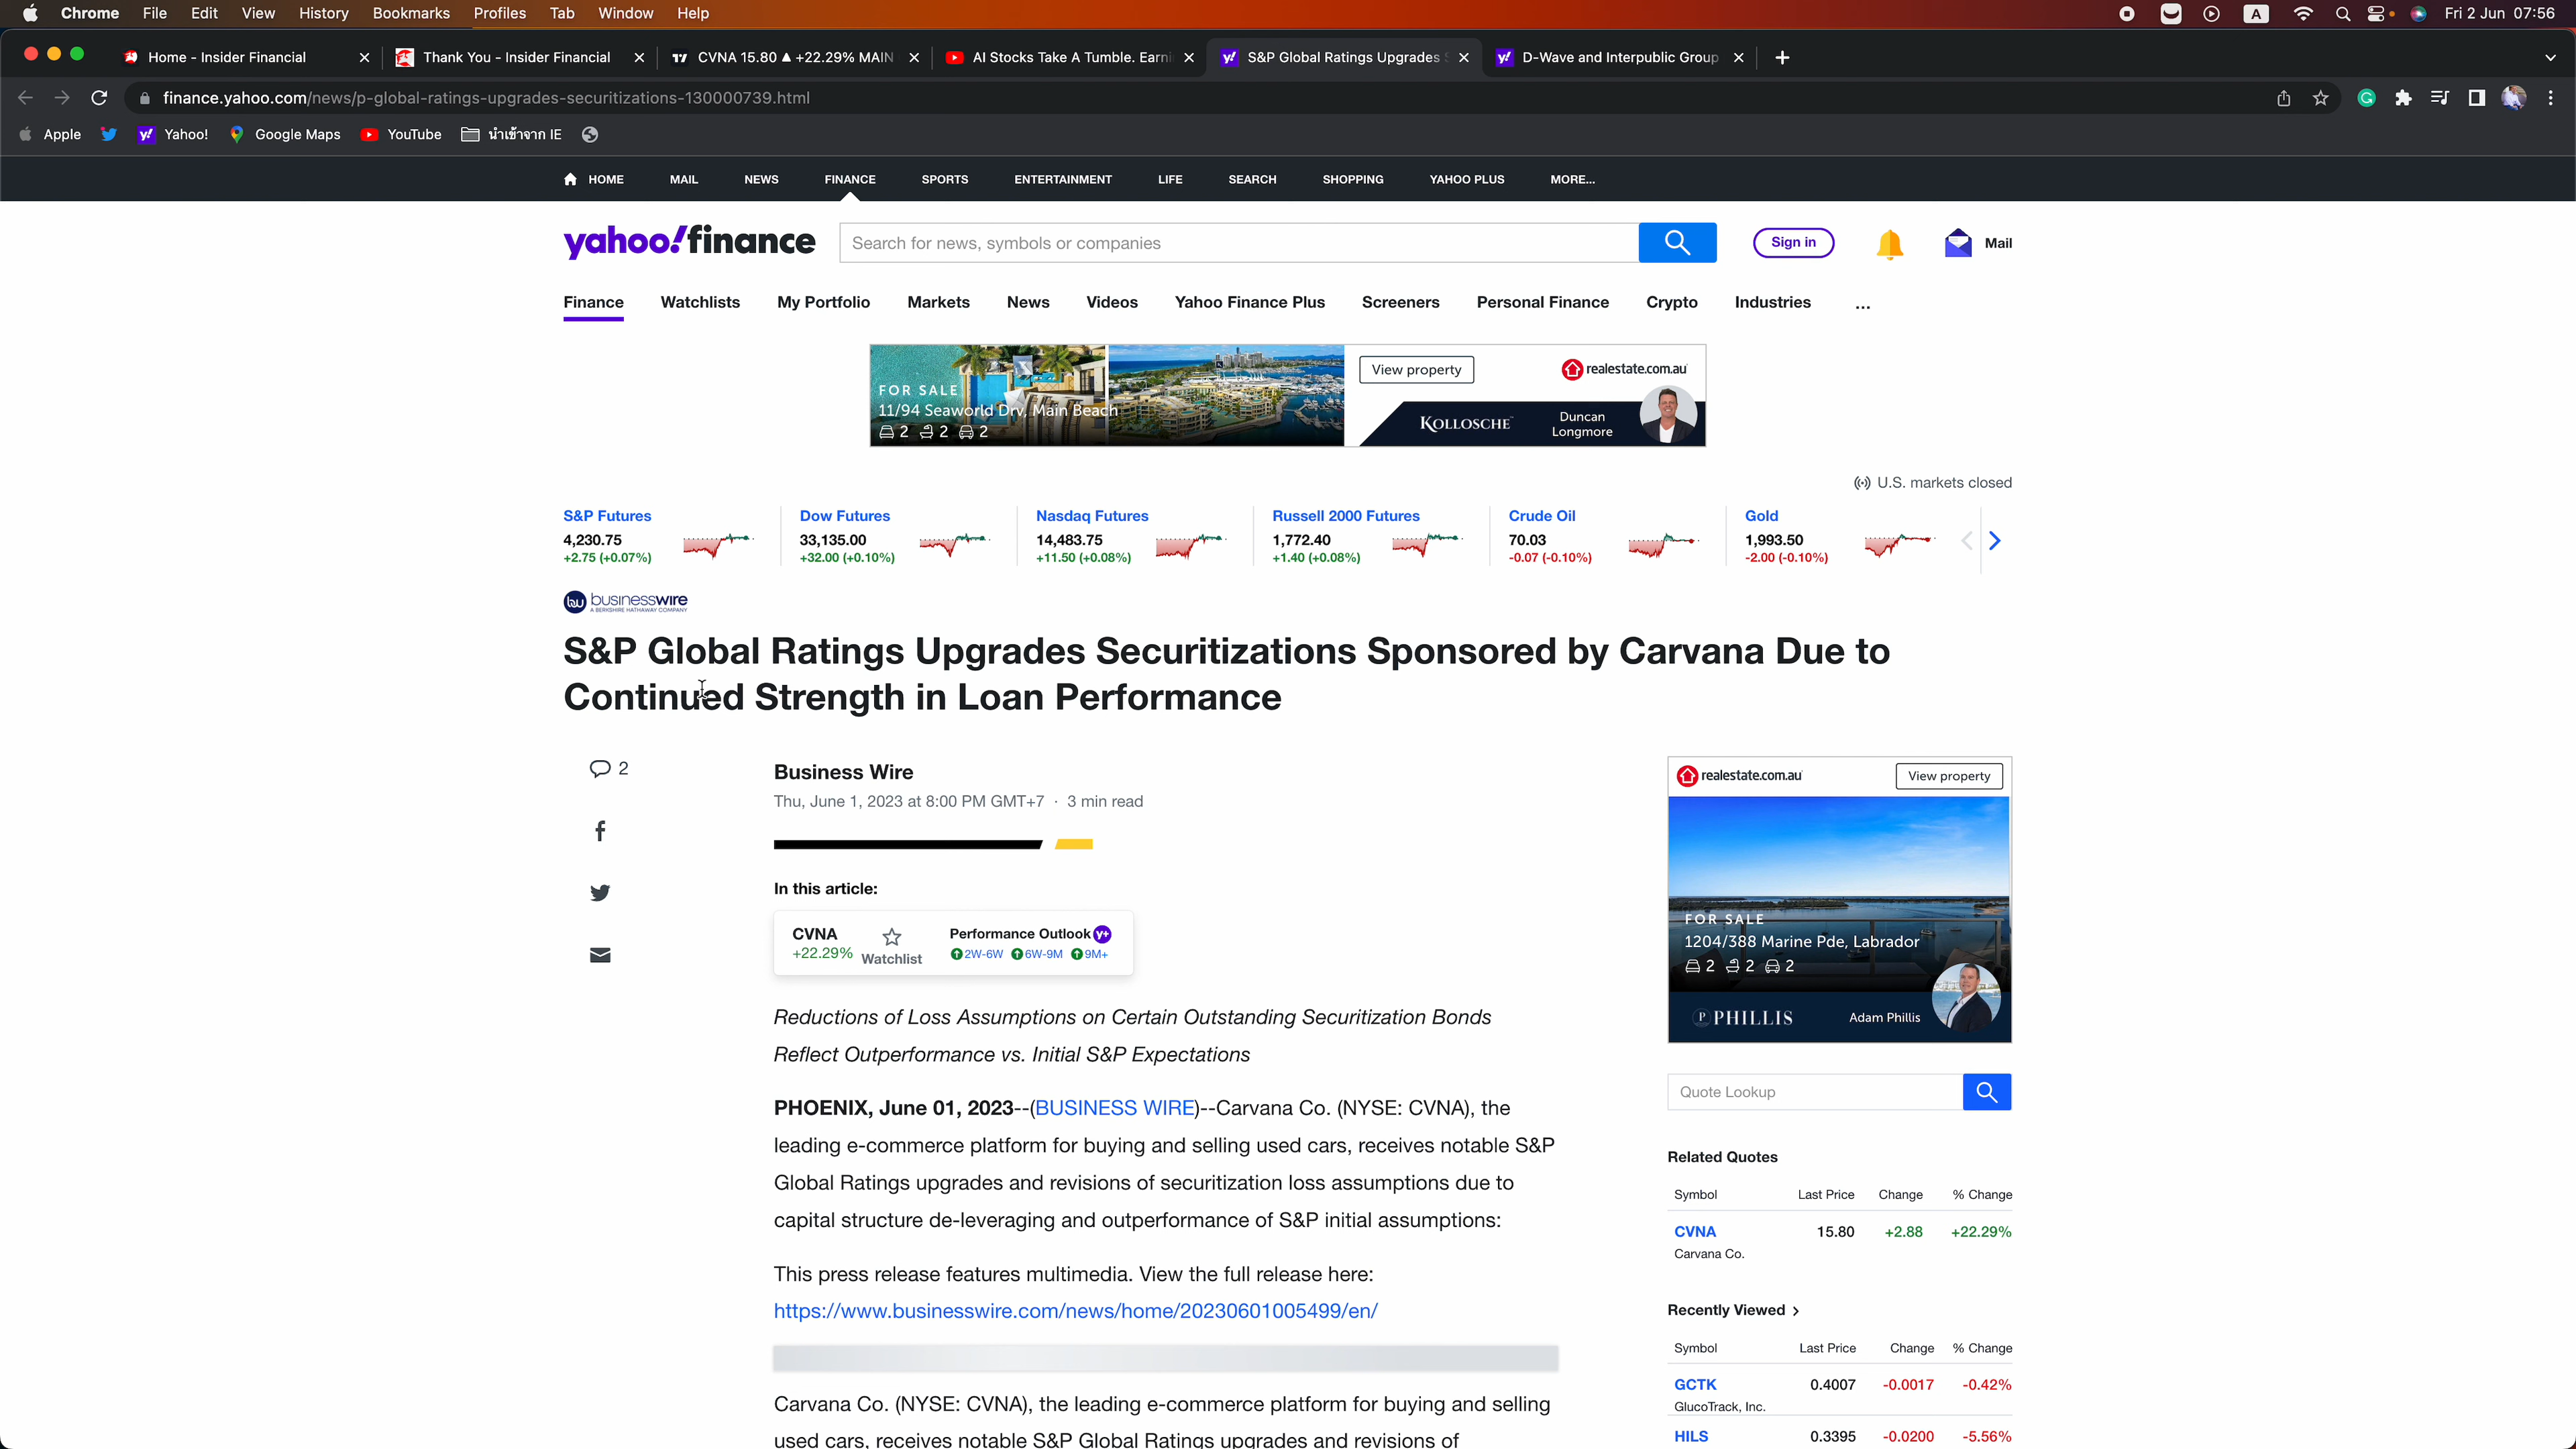 Chrome File Edit View History Bookmarks Profiles Tab Window Help
A Fri 2 Jun 07:56
Home - Insider Financial
Thank You - Insider Financial
CVNA 15.80 ▲ +22.29% MAIN
AI Stocks Take A Tumble. Earni
S&P Global Ratings Upgrades S
D-Wave and Interpublic Group
finance.yahoo.com/news/p-global-ratings-upgrades-securitizations-130000739.html
Apple Yahoo! Google Maps YouTube นำเข้าจาก IE
HOME MAIL NEWS FINANCE SPORTS ENTERTAINMENT LIFE SEARCH SHOPPING YAHOO PLUS MORE...
yahoo!finance
Search for news, symbols or companies
Sign in
Mail
Finance Watchlists My Portfolio Markets News Videos Yahoo Finance Plus Screeners Personal Finance Crypto Industries ...
FOR SALE
11/94 Seaworld Drv, Main Beach
2 2 2
View property
realestate.com.au
KOLLOSCHE
Duncan
Longmore
U.S. markets closed
S&P Futures
4,230.75
+2.75 (+0.07%)
Dow Futures
33,135.00
+32.00 (+0.10%)
Nasdaq Futures
14,483.75
+11.50 (+0.08%)
Russell 2000 Futures
1,772.40
+1.40 (+0.08%)
Crude Oil
70.03
-0.07 (-0.10%)
Gold
1,993.50
-2.00 (-0.10%)
bw businesswire
A BERKSHIRE HATHAWAY COMPANY
S&P Global Ratings Upgrades Securitizations Sponsored by Carvana Due to
Continued Strength in Loan Performance
2
Business Wire
Thu, June 1, 2023 at 8:00 PM GMT+7 · 3 min read
In this article:
CVNA
+22.29%
Watchlist
Performance Outlook y+
2W-6W 6W-9M 9M+
Reductions of Loss Assumptions on Certain Outstanding Securitization Bonds
Reflect Outperformance vs. Initial S&P Expectations
PHOENIX, June 01, 2023--(BUSINESS WIRE)--Carvana Co. (NYSE: CVNA), the
leading e-commerce platform for buying and selling used cars, receives notable S&P
Global Ratings upgrades and revisions of securitization loss assumptions due to
capital structure de-leveraging and outperformance of S&P initial assumptions:
This press release features multimedia. View the full release here:
https://www.businesswire.com/news/home/20230601005499/en/
Carvana Co. (NYSE: CVNA), the leading e-commerce platform for buying and selling
used cars, receives notable S&P Global Ratings upgrades and revisions of
realestate.com.au
View property
FOR SALE
1204/388 Marine Pde, Labrador
2 2 2
P PHILLIS
Adam Phillis
Quote Lookup
Related Quotes
Symbol Last Price Change % Change
CVNA 15.80 +2.88 +22.29%
Carvana Co.
Recently Viewed >
Symbol Last Price Change % Change
GCTK 0.4007 -0.0017 -0.42%
GlucoTrack, Inc.
HILS 0.3395 -0.0200 -5.56%